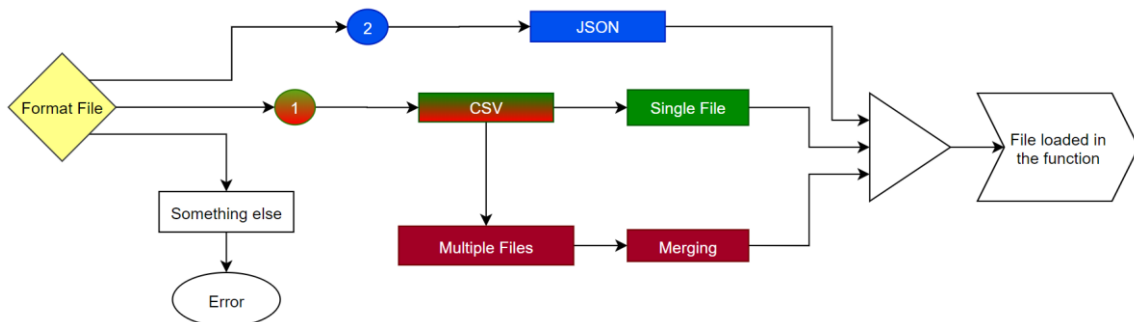 2
JSON
Format File
1
CSV
Single File
File loaded in
the function
Something else
Multiple Files
Merging
Error